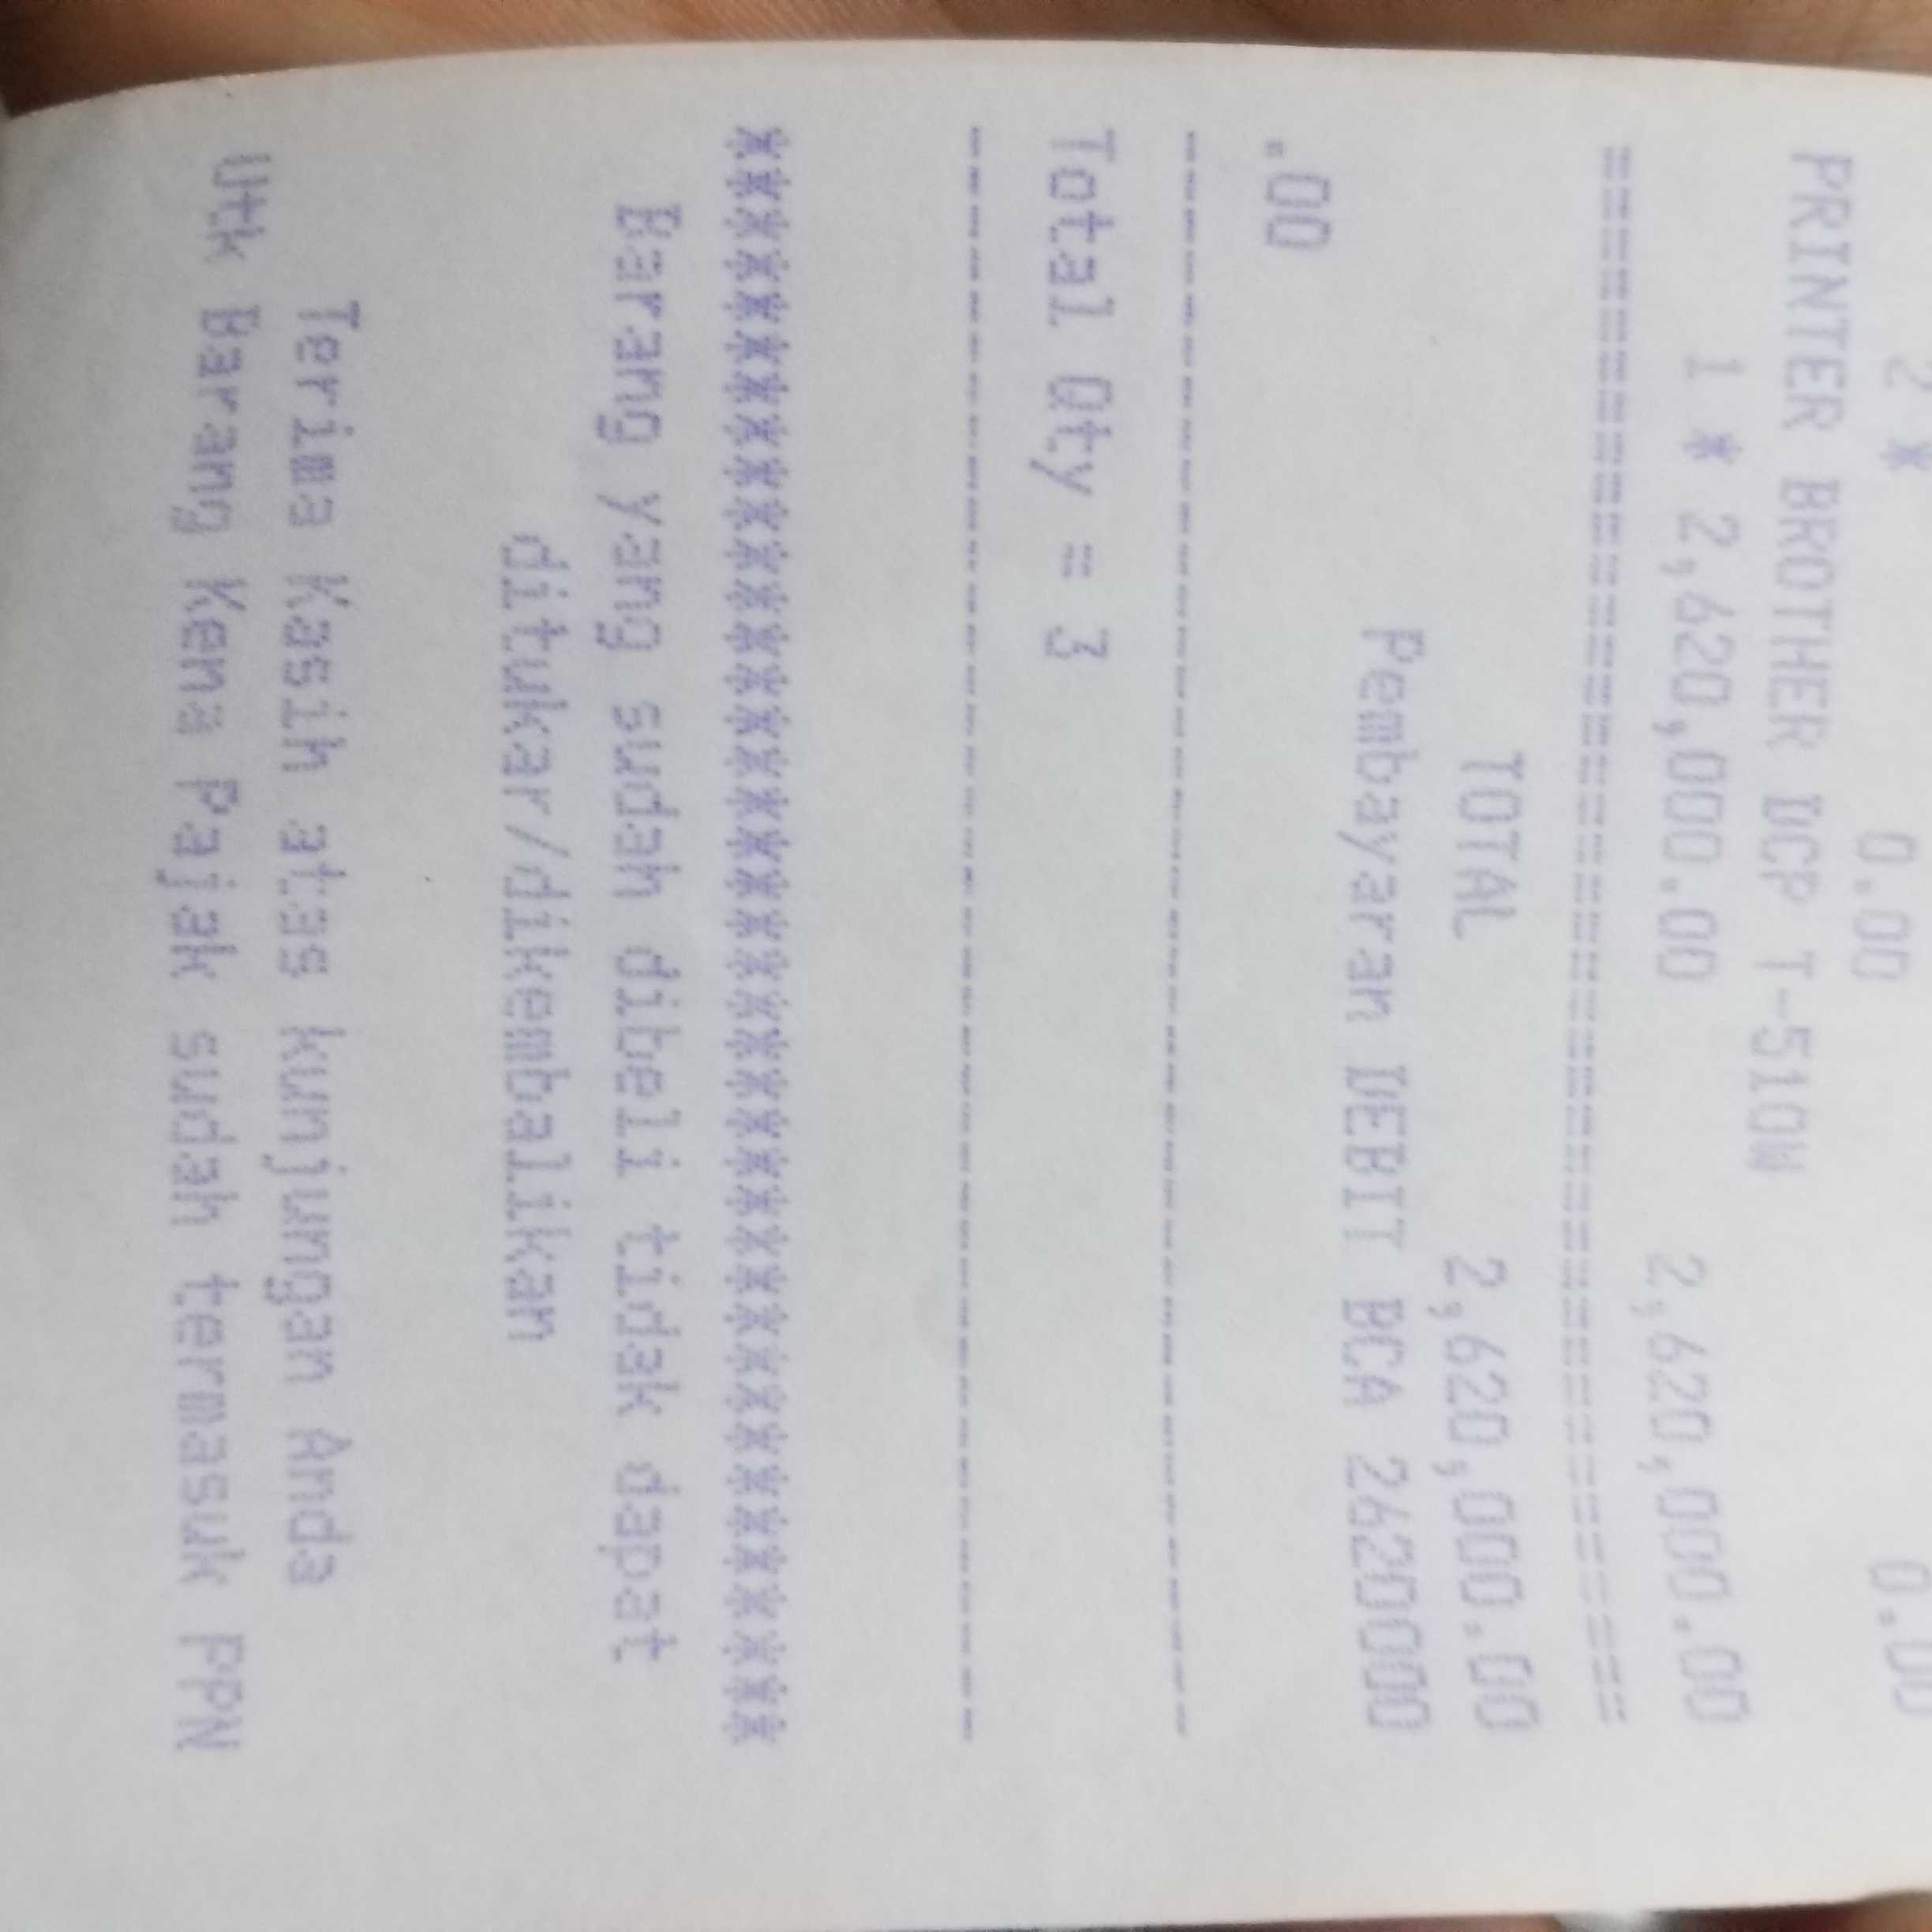 2 * 0.00 0.00
PRINTER BROTHER DCP T-510W
1 * 2,620,000.00 2,620,000.00
========================================
TOTAL 2,620,000.00
Pembayaran DEBIT BCA 2620000
.00
----------------------------------------
Total Qty = 3
----------------------------------------
****************************************
Barang yang sudah dibeli tidak dapat
ditukar/dikembalikan
Terima Kasih atas kunjungan Anda
Utk Barang Kena Pajak sudah termasuk PPN